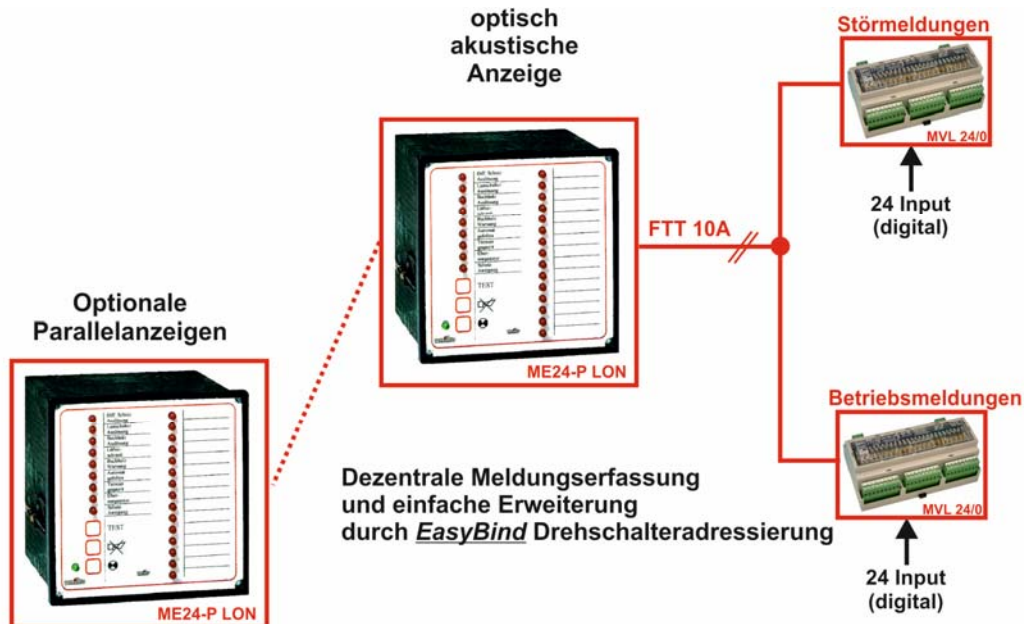 optisch
akustische
Anzeige
Störmeldungen
MVL 24/0
24 Input
(digital)
FTT 10A
TEST
ME24-P LON
Optionale
Parallelanzeigen
TEST
ME24-P LON
Dezentrale Meldungserfassung
und einfache Erweiterung
durch EasyBind Drehschalteradressierung
Betriebsmeldungen
MVL 24/0
24 Input
(digital)